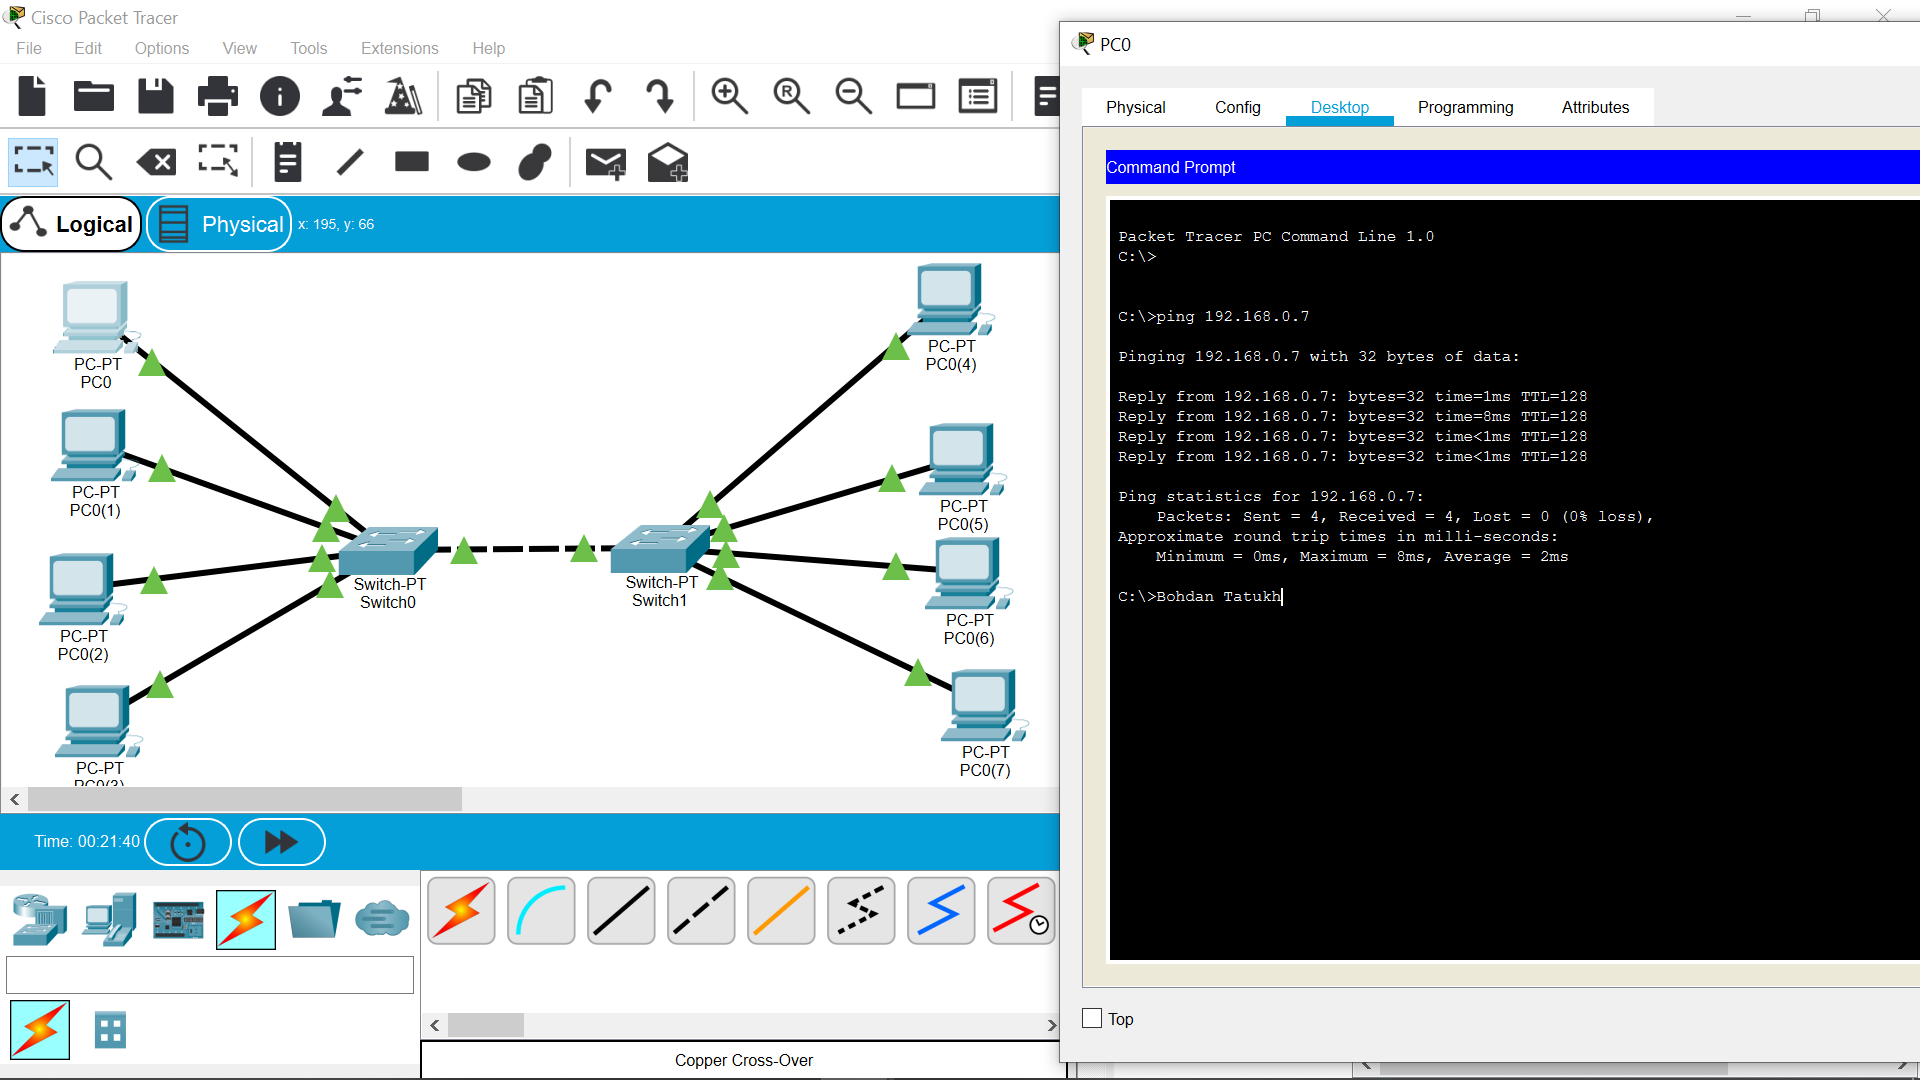 Cisco Packet Tracer
File Edit Options View Tools Extensions Help
Logical Physical x: 195, y: 66
PC-PT
PC0
PC-PT
PC0(1)
PC-PT
PC0(2)
PC-PT
PC0(3)
Switch-PT
Switch0
Switch-PT
Switch1
PC-PT
PC0(4)
PC-PT
PC0(5)
PC-PT
PC0(6)
PC-PT
PC0(7)
Time: 00:21:40
Copper Cross-Over
PC0
Physical Config Desktop Programming Attributes
Command Prompt
Packet Tracer PC Command Line 1.0
C:\>
C:\>ping 192.168.0.7
Pinging 192.168.0.7 with 32 bytes of data:
Reply from 192.168.0.7: bytes=32 time=1ms TTL=128
Reply from 192.168.0.7: bytes=32 time=8ms TTL=128
Reply from 192.168.0.7: bytes=32 time<1ms TTL=128
Reply from 192.168.0.7: bytes=32 time<1ms TTL=128
Ping statistics for 192.168.0.7:
Packets: Sent = 4, Received = 4, Lost = 0 (0% loss),
Approximate round trip times in milli-seconds:
Minimum = 0ms, Maximum = 8ms, Average = 2ms
C:\>Bohdan Tatukh
Top